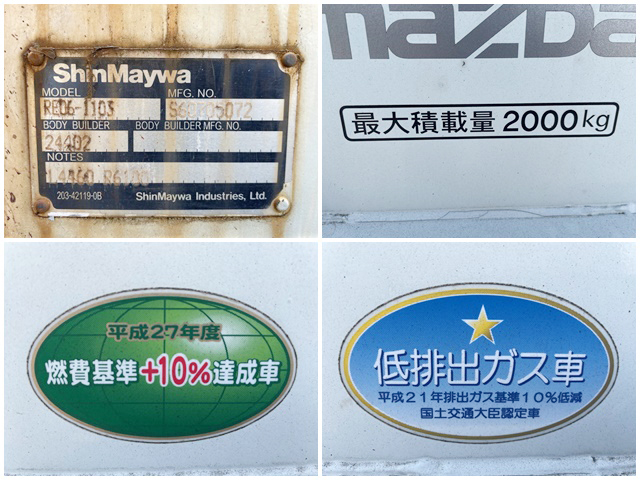 ShinMaywa
MODEL MFG. NO.
BODY BUILDER BODY BUILDER MFG. NO.
24402
NOTES
203-42119-0B ShinMaywa Industries, Ltd.
mazda
最大積載量 2000kg
平成27年度
燃費基準+10%達成車
低排出ガス車
平成21年排出ガス基準10%低減
国土交通大臣認定車